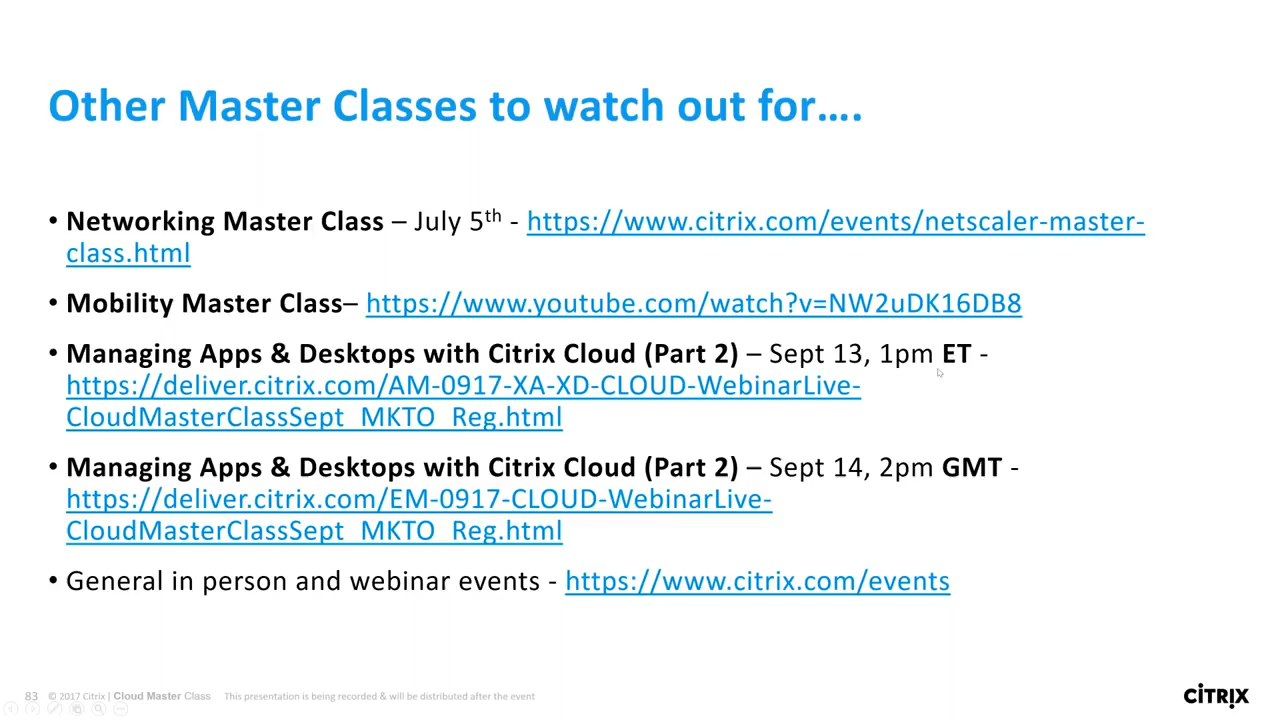 Other Master Classes to watch out for….
• Networking Master Class – July 5th - https://www.citrix.com/events/netscaler-master-
class.html
• Mobility Master Class– https://www.youtube.com/watch?v=NW2uDK16DB8
• Managing Apps & Desktops with Citrix Cloud (Part 2) – Sept 13, 1pm ET -
https://deliver.citrix.com/AM-0917-XA-XD-CLOUD-WebinarLive-
CloudMasterClassSept_MKTO_Reg.html
• Managing Apps & Desktops with Citrix Cloud (Part 2) – Sept 14, 2pm GMT -
https://deliver.citrix.com/EM-0917-CLOUD-WebinarLive-
CloudMasterClassSept_MKTO_Reg.html
• General in person and webinar events - https://www.citrix.com/events
83 © 2017 Citrix | Cloud Master Class This presentation is being recorded & will be distributed after the event
CITRIX